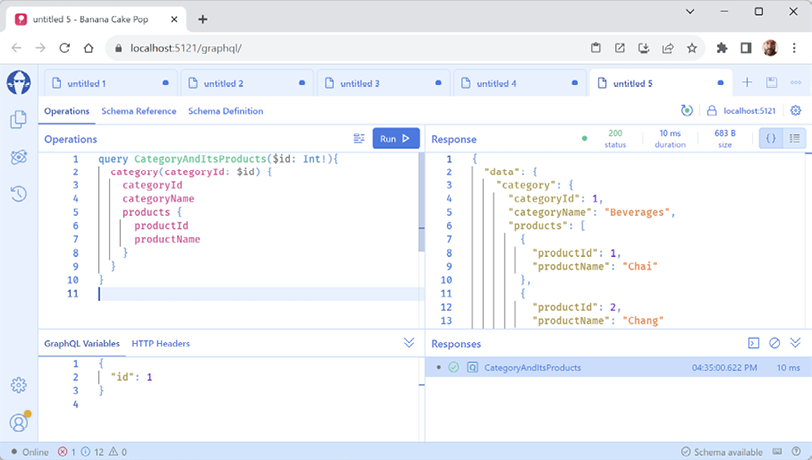 untitled 5 - Banana Cake Pop
localhost:5121/graphql/
untitled 1
untitled 2
untitled 3
untitled 4
untitled 5
Operations Schema Reference Schema Definition
localhost:5121
Operations
Run
1 query CategoryAndItsProducts($id: Int!){
2 category(categoryId: $id) {
3 categoryId
4 categoryName
5 products {
6 productId
7 productName
8 }
9 }
10 }
11
Response
200 status
10 ms duration
683 B size
1 {
2 "data": {
3 "category": {
4 "categoryId": 1,
5 "categoryName": "Beverages",
6 "products": [
7 {
8 "productId": 1,
9 "productName": "Chai"
10 },
11 {
12 "productId": 2,
13 "productName": "Chang"
GraphQL Variables HTTP Headers
1 {
2 "id": 1
3 }
4
Responses
CategoryAndItsProducts 04:35:00.622 PM 10 ms
Online 1 12 0
Schema available